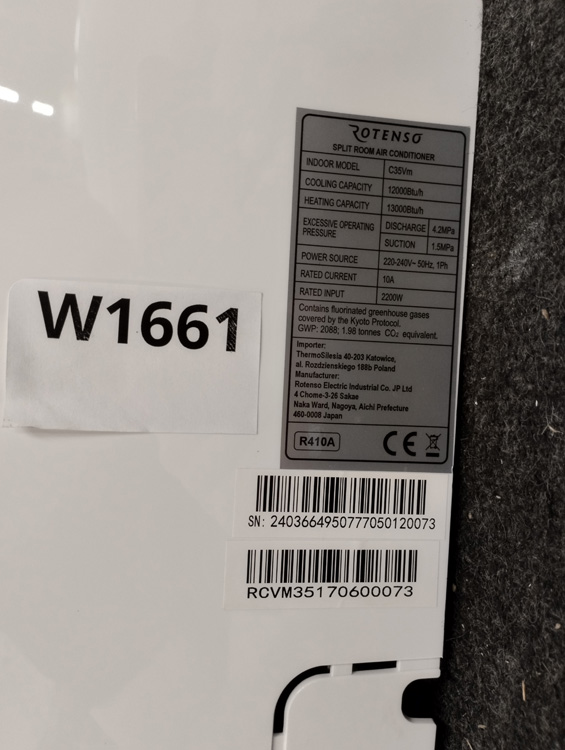 ROTENSO
SPLIT ROOM AIR CONDITIONER
INDOOR MODEL C35Vm
COOLING CAPACITY 12000Btu/h
HEATING CAPACITY 13000Btu/h
EXCESSIVE OPERATING PRESSURE DISCHARGE 4.2MPa
SUCTION 1.5MPa
POWER SOURCE 220-240V~ 50Hz, 1Ph
RATED CURRENT 10A
RATED INPUT 2200W
Contains fluorinated greenhouse gases
covered by the Kyoto Protocol.
GWP: 2088; 1.98 tonnes CO₂ equivalent.
Importer:
ThermoSilesia 40-203 Katowice,
al. Rozdzienskiego 188b Poland
Manufacturer:
Rotenso Electric Industrial Co. JP Ltd
4 Chome-3-26 Sakae
Naka Ward, Nagoya, Aichi Prefecture
460-0008 Japan
R410A CE
W1661
SN: 2403664950777050120073
RCVM35170600073